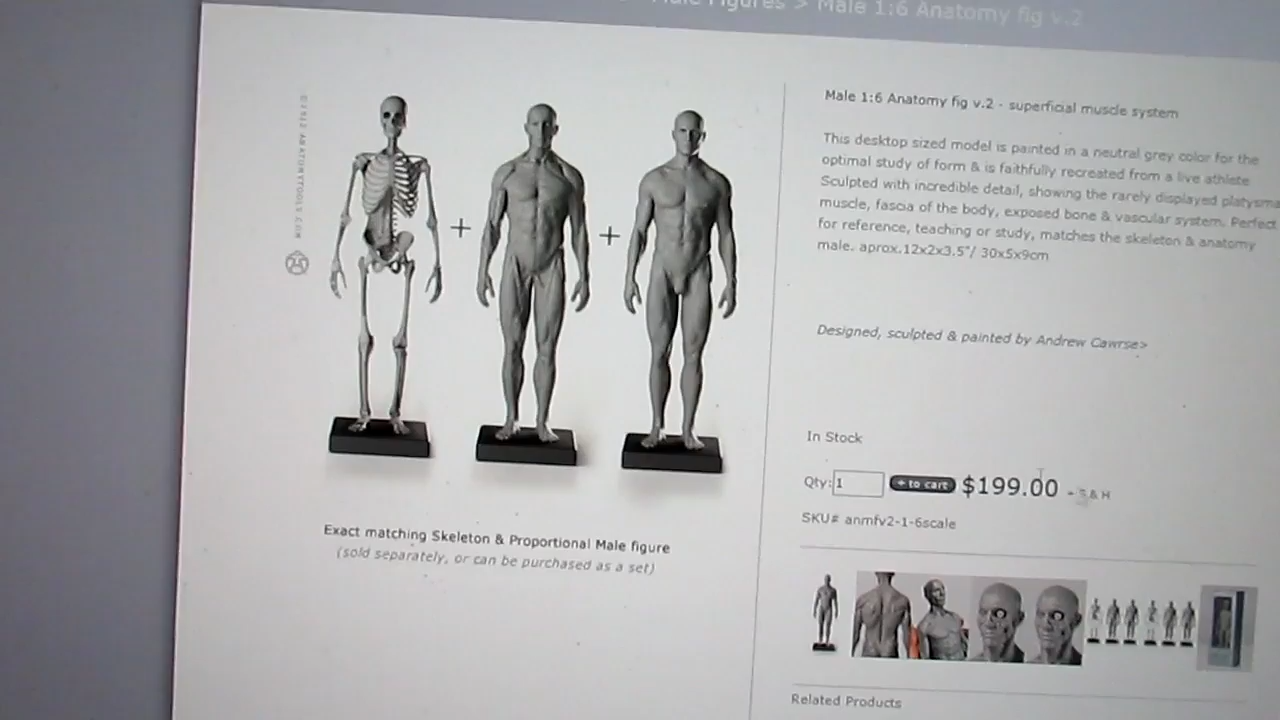 Male Figures > Male 1:6 Anatomy fig v.2
©2012 ANATOMYTOOLS.COM
+
+
Exact matching Skeleton & Proportional Male figure
(sold separately, or can be purchased as a set)
Male 1:6 Anatomy fig v.2 - superficial muscle system
This desktop sized model is painted in a neutral grey color for the
optimal study of form & is faithfully recreated from a live athlete
Sculpted with incredible detail, showing the rarely displayed platysma
muscle, fascia of the body, exposed bone & vascular system. Perfect
for reference, teaching or study, matches the skeleton & anatomy
male. aprox.12x2x3.5"/ 30x5x9cm
Designed, sculpted & painted by Andrew Cawrse>
In Stock
Qty:1 + to cart $199.00 + S & H
SKU# anmfv2-1-6scale
Related Products